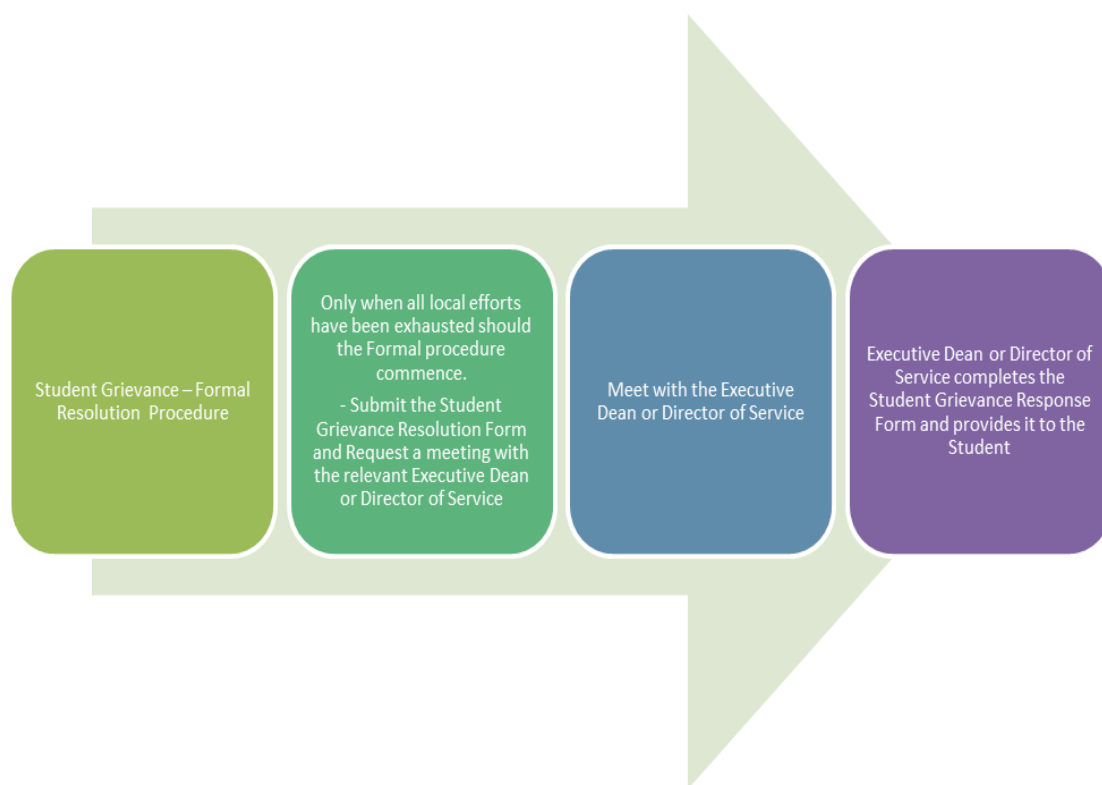 Student Grievance – Formal
Resolution Procedure
Only when all local efforts
have been exhausted should
the Formal procedure
commence.
- Submit the Student
Grievance Resolution Form
and Request a meeting with
the relevant Executive Dean
or Director of Service
Meet with the Executive
Dean or Director of Service
Executive Dean or Director of
Service completes the
Student Grievance Response
Form and provides it to the
Student